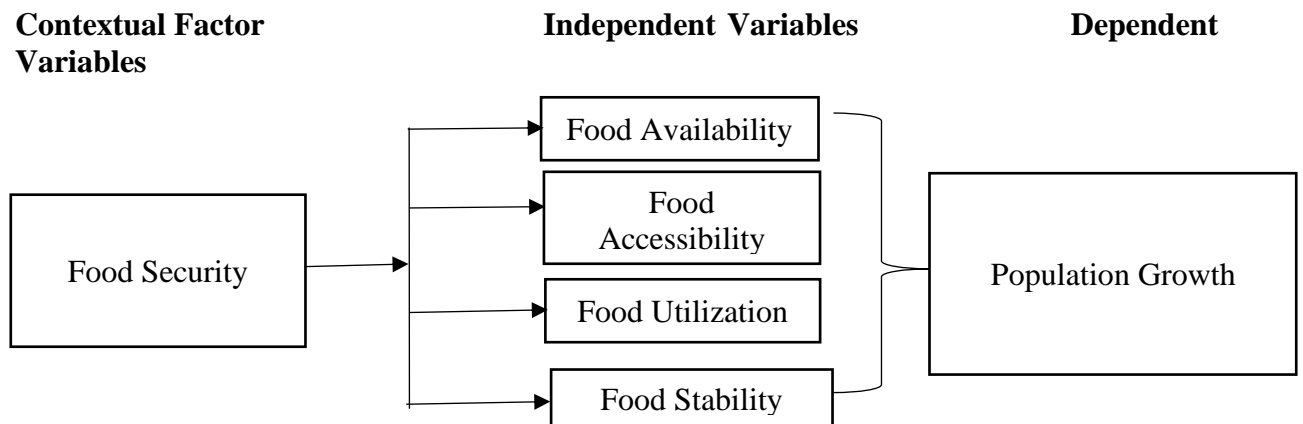 Contextual Factor
Variables
Independent Variables
Dependent
Food Availability
Food
Accessibility
Food Security
Food Utilization
Food Stability
Population Growth